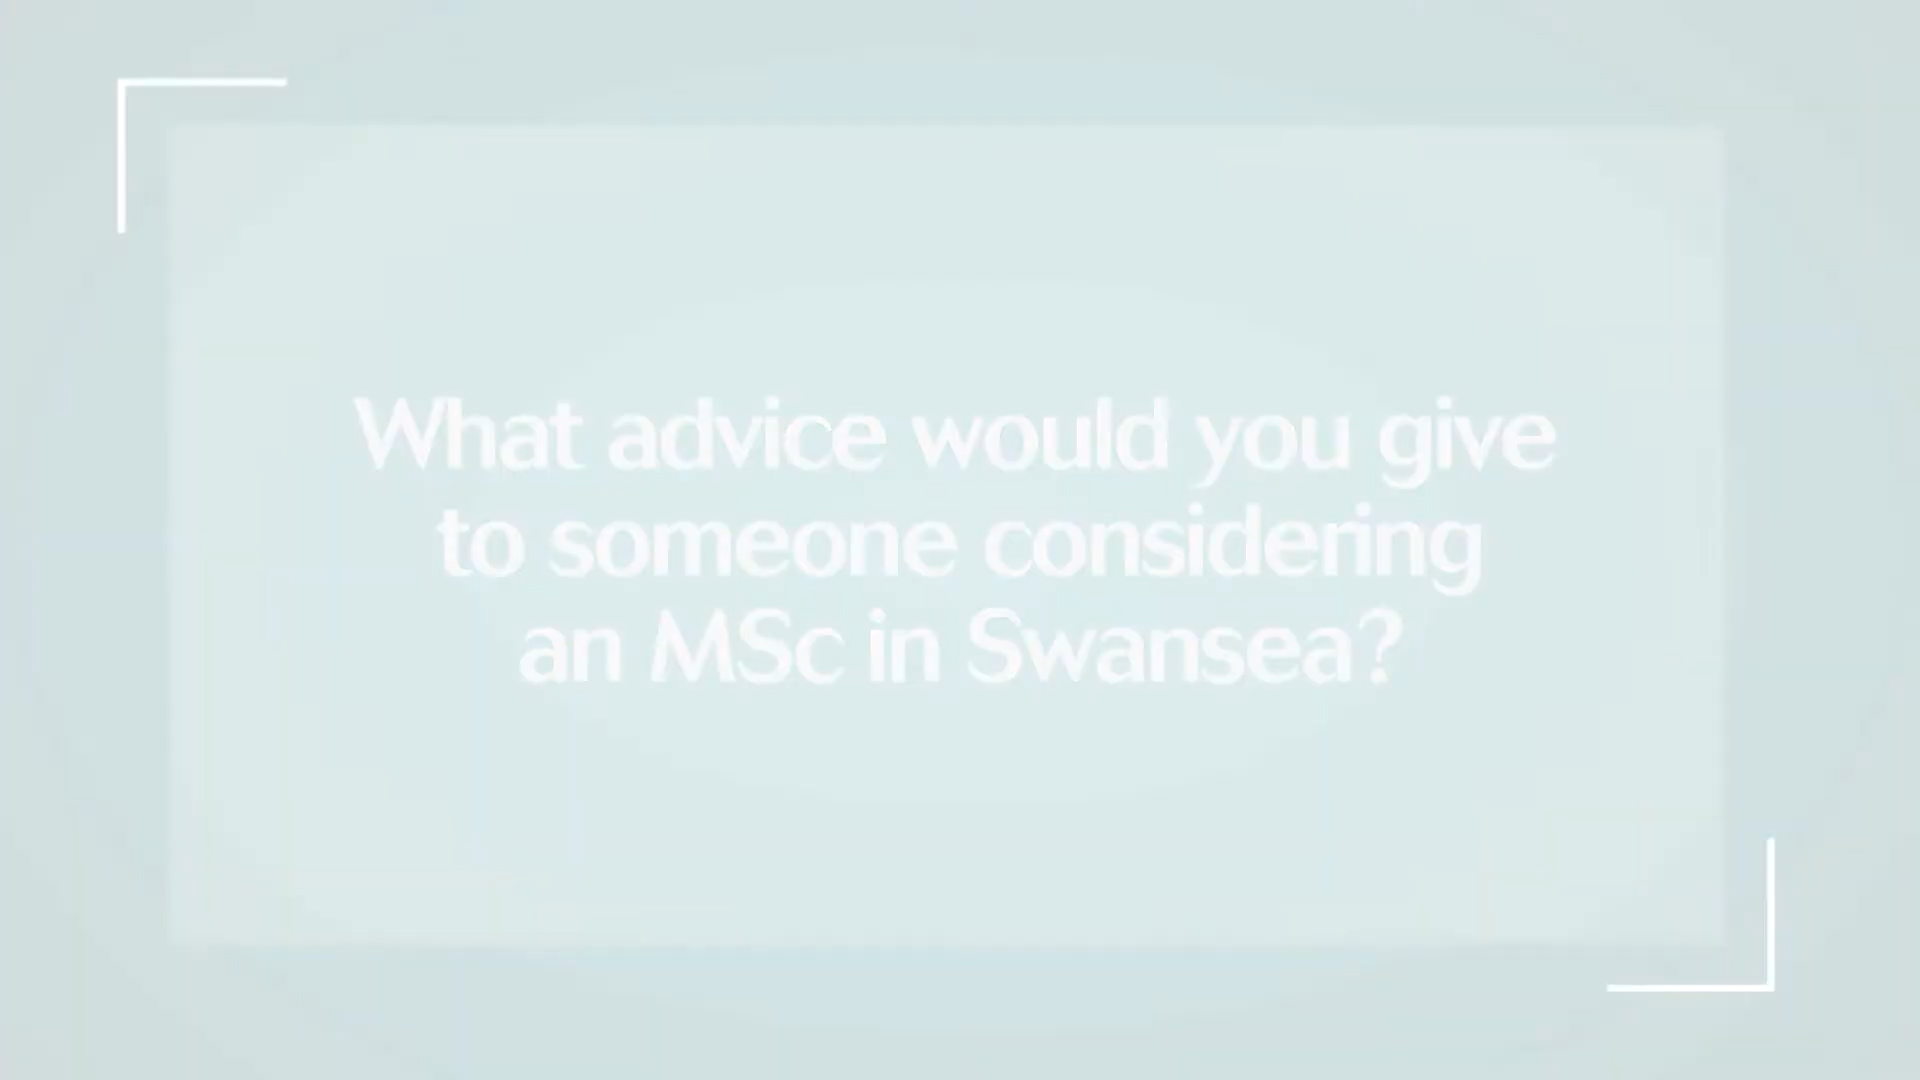 What advice would you give
to someone considering
an MSc in Swansea?